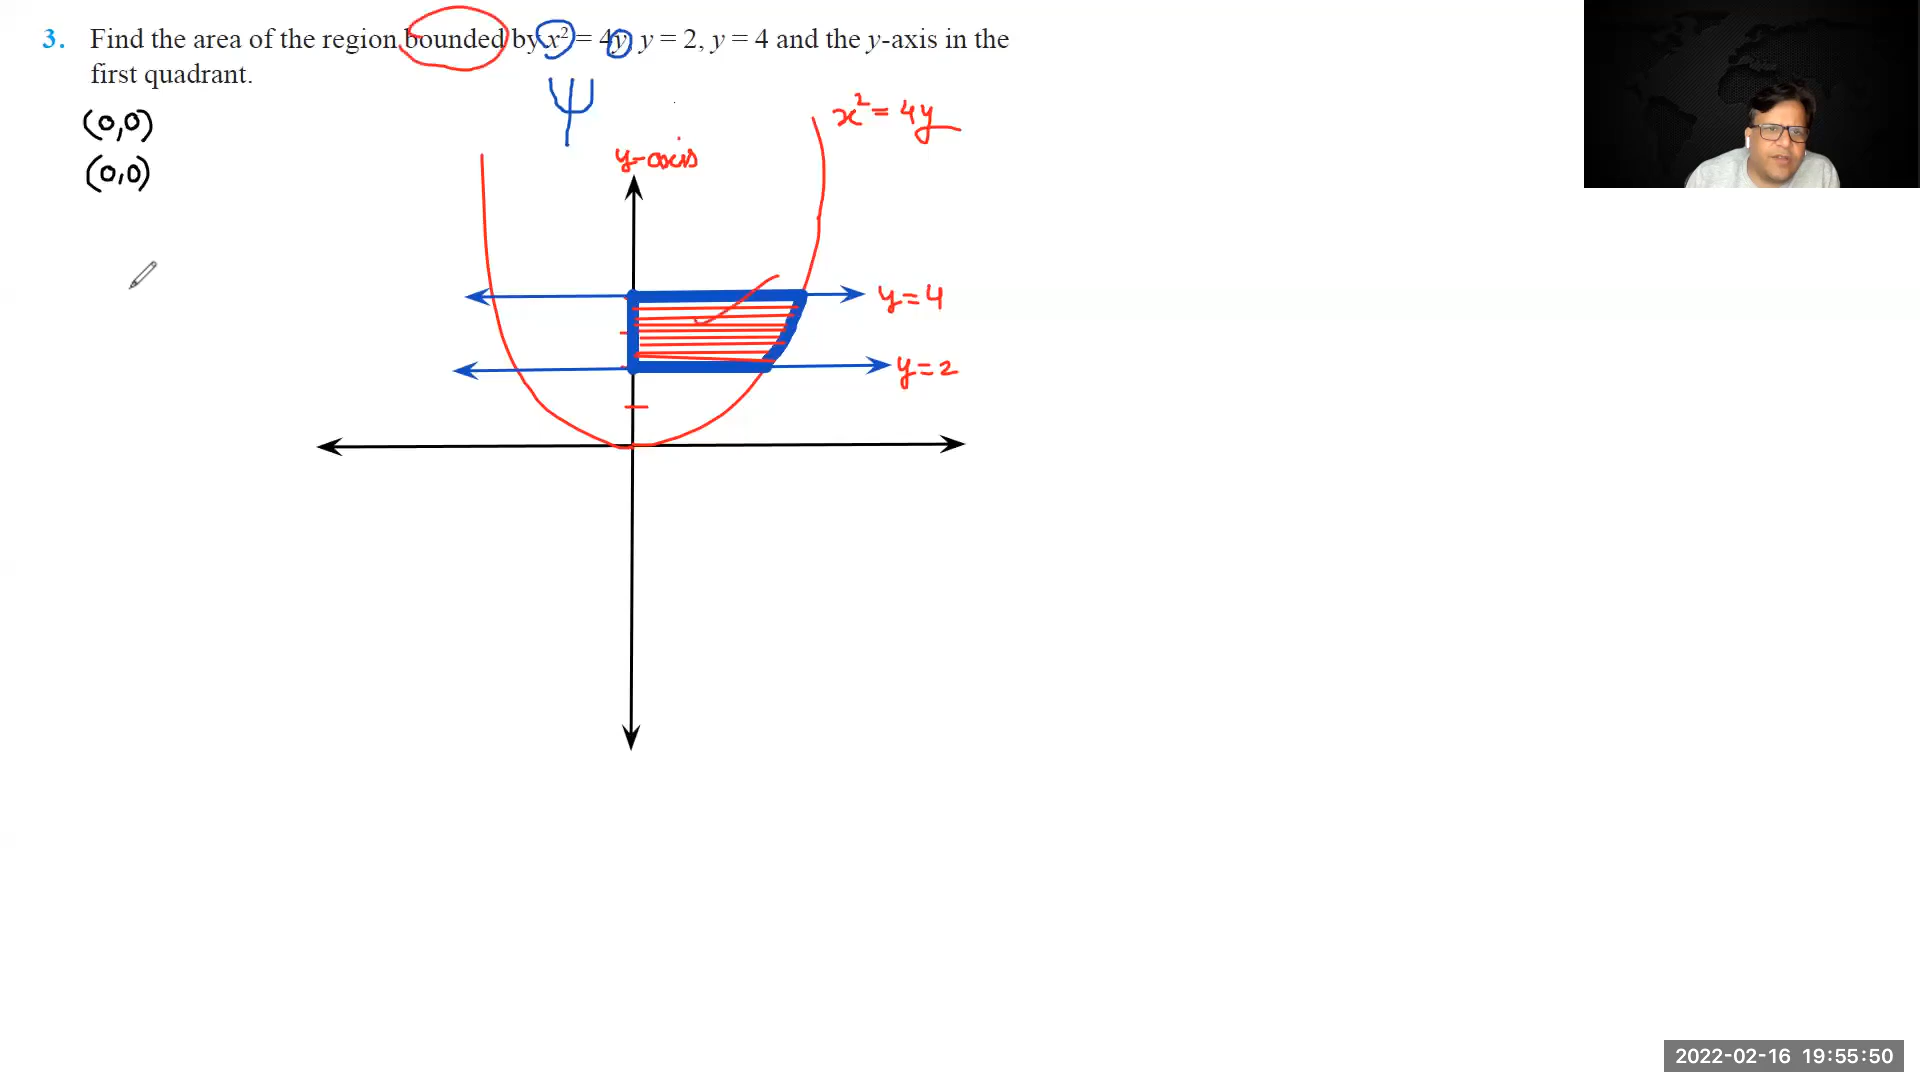 3. Find the area of the region bounded by x² = 4y, y = 2, y = 4 and the y-axis in the
first quadrant.
(0,0)
(0,0)
x² = 4y
y-axis
y=4
y=2
2022-02-16 19:55:50